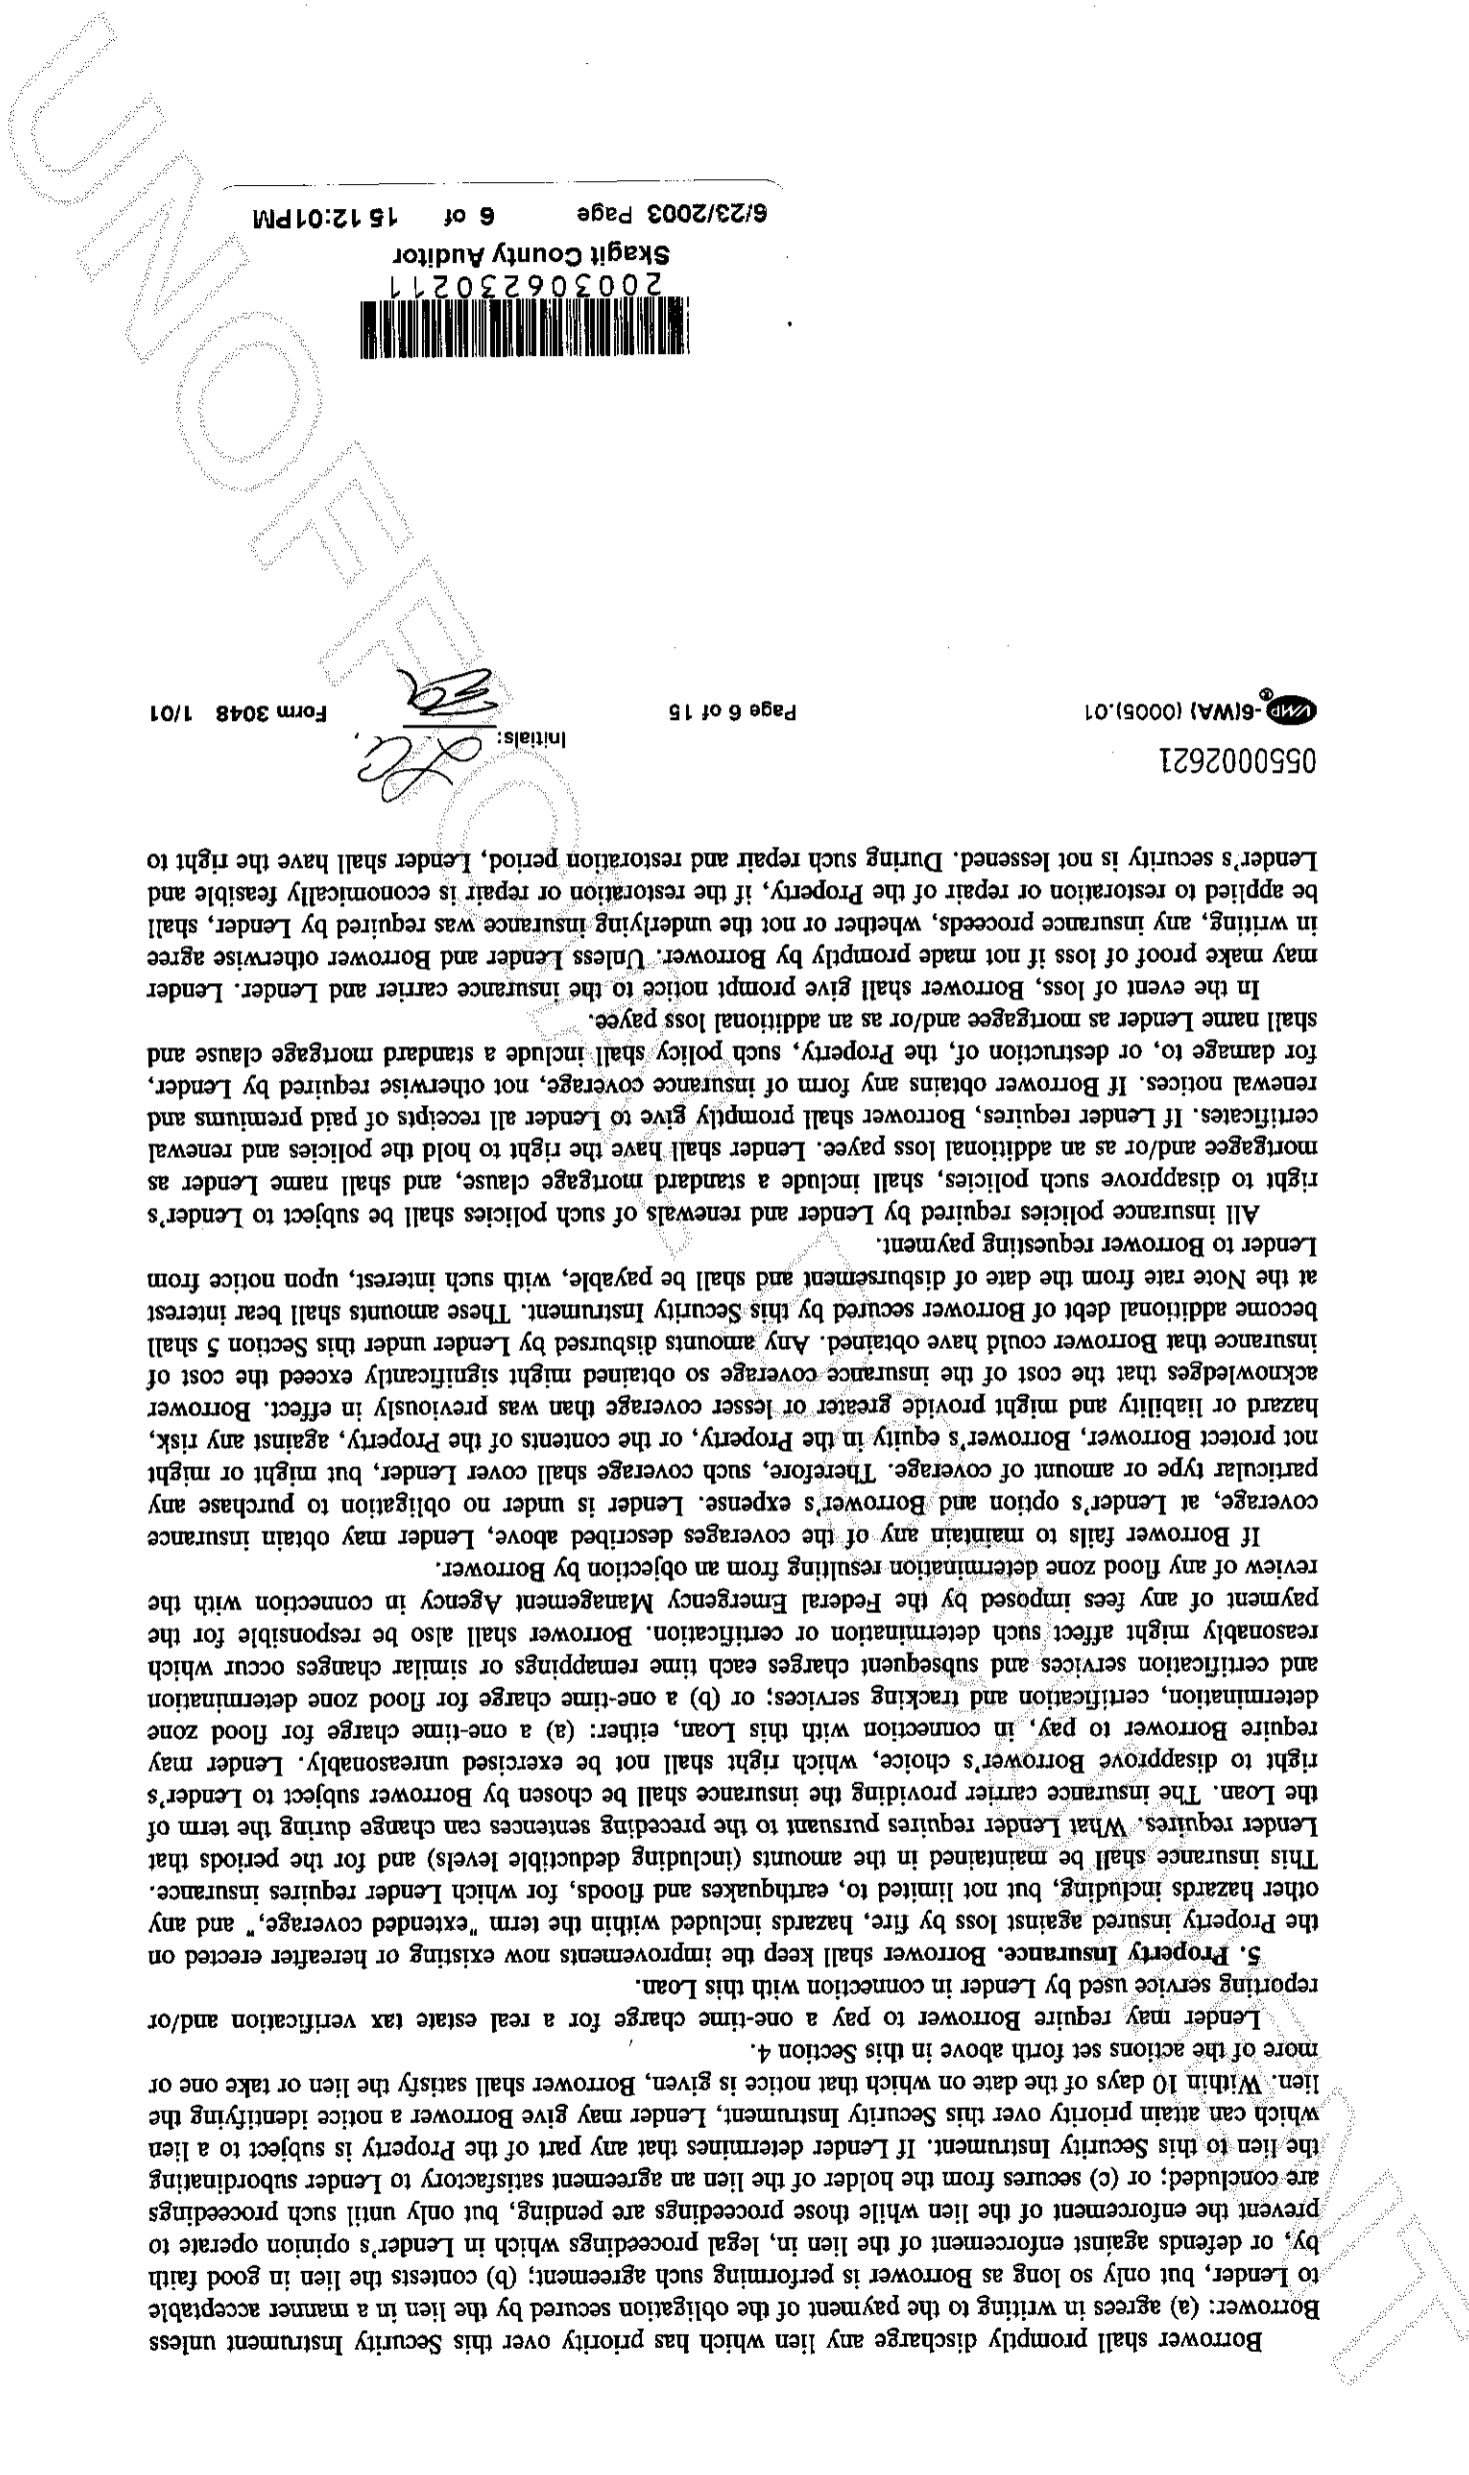 Borrower shall promptly discharge any lien which has priority over this Security Instrument unless
Borrower: (a) agrees in writing to the payment of the obligation secured by the lien in a manner acceptable
to Lender, but only so long as Borrower is performing such agreement; (b) contests the lien in good faith
by, or defends against enforcement of the lien in, legal proceedings which in Lender's opinion operate to
prevent the enforcement of the lien while those proceedings are pending, but only until such proceedings
are concluded; or (c) secures from the holder of the lien an agreement satisfactory to Lender subordinating
the lien to this Security Instrument. If Lender determines that any part of the Property is subject to a lien
which can attain priority over this Security Instrument, Lender may give Borrower a notice identifying the
lien. Within 10 days of the date on which that notice is given, Borrower shall satisfy the lien or take one or
more of the actions set forth above in this Section 4.
Lender may require Borrower to pay a one-time charge for a real estate tax verification and/or
reporting service used by Lender in connection with this Loan.
5. Property Insurance. Borrower shall keep the improvements now existing or hereafter erected on
the Property insured against loss by fire, hazards included within the term "extended coverage," and any
other hazards including, but not limited to, earthquakes and floods, for which Lender requires insurance.
This insurance shall be maintained in the amounts (including deductible levels) and for the periods that
Lender requires. What Lender requires pursuant to the preceding sentences can change during the term of
the Loan. The insurance carrier providing the insurance shall be chosen by Borrower subject to Lender's
right to disapprove Borrower's choice, which right shall not be exercised unreasonably. Lender may
require Borrower to pay, in connection with this Loan, either: (a) a one-time charge for flood zone
determination, certification and tracking services; or (b) a one-time charge for flood zone determination
and certification services and subsequent charges each time remappings or similar changes occur which
reasonably might affect such determination or certification. Borrower shall also be responsible for the
payment of any fees imposed by the Federal Emergency Management Agency in connection with the
review of any flood zone determination resulting from an objection by Borrower.
If Borrower fails to maintain any of the coverages described above, Lender may obtain insurance
coverage, at Lender's option and Borrower's expense. Lender is under no obligation to purchase any
particular type or amount of coverage. Therefore, such coverage shall cover Lender, but might or might
not protect Borrower, Borrower's equity in the Property, or the contents of the Property, against any risk,
hazard or liability and might provide greater or lesser coverage than was previously in effect. Borrower
acknowledges that the cost of the insurance coverage so obtained might significantly exceed the cost of
insurance that Borrower could have obtained. Any amounts disbursed by Lender under this Section 5 shall
become additional debt of Borrower secured by this Security Instrument. These amounts shall bear interest
at the Note rate from the date of disbursement and shall be payable, with such interest, upon notice from
Lender to Borrower requesting payment.
All insurance policies required by Lender and renewals of such policies shall be subject to Lender's
right to disapprove such policies, shall include a standard mortgage clause, and shall name Lender as
mortgagee and/or as an additional loss payee. Lender shall have the right to hold the policies and renewal
certificates. If Lender requires, Borrower shall promptly give to Lender all receipts of paid premiums and
renewal notices. If Borrower obtains any form of insurance coverage, not otherwise required by Lender,
for damage to, or destruction of, the Property, such policy shall include a standard mortgage clause and
shall name Lender as mortgagee and/or as an additional loss payee.
In the event of loss, Borrower shall give prompt notice to the insurance carrier and Lender. Lender
may make proof of loss if not made promptly by Borrower. Unless Lender and Borrower otherwise agree
in writing, any insurance proceeds, whether or not the underlying insurance was required by Lender, shall
be applied to restoration or repair of the Property, if the restoration or repair is economically feasible and
Lender's security is not lessened. During such repair and restoration period, Lender shall have the right to
0550002621
Initials:
VMP®-6(WA) (0005).01 Page 6 of 15 Form 3048 1/01
200306230211
Skagit County Auditor
6/23/2003 Page 6 of 15 12:01PM
UNOFFICIAL DOCUMENT